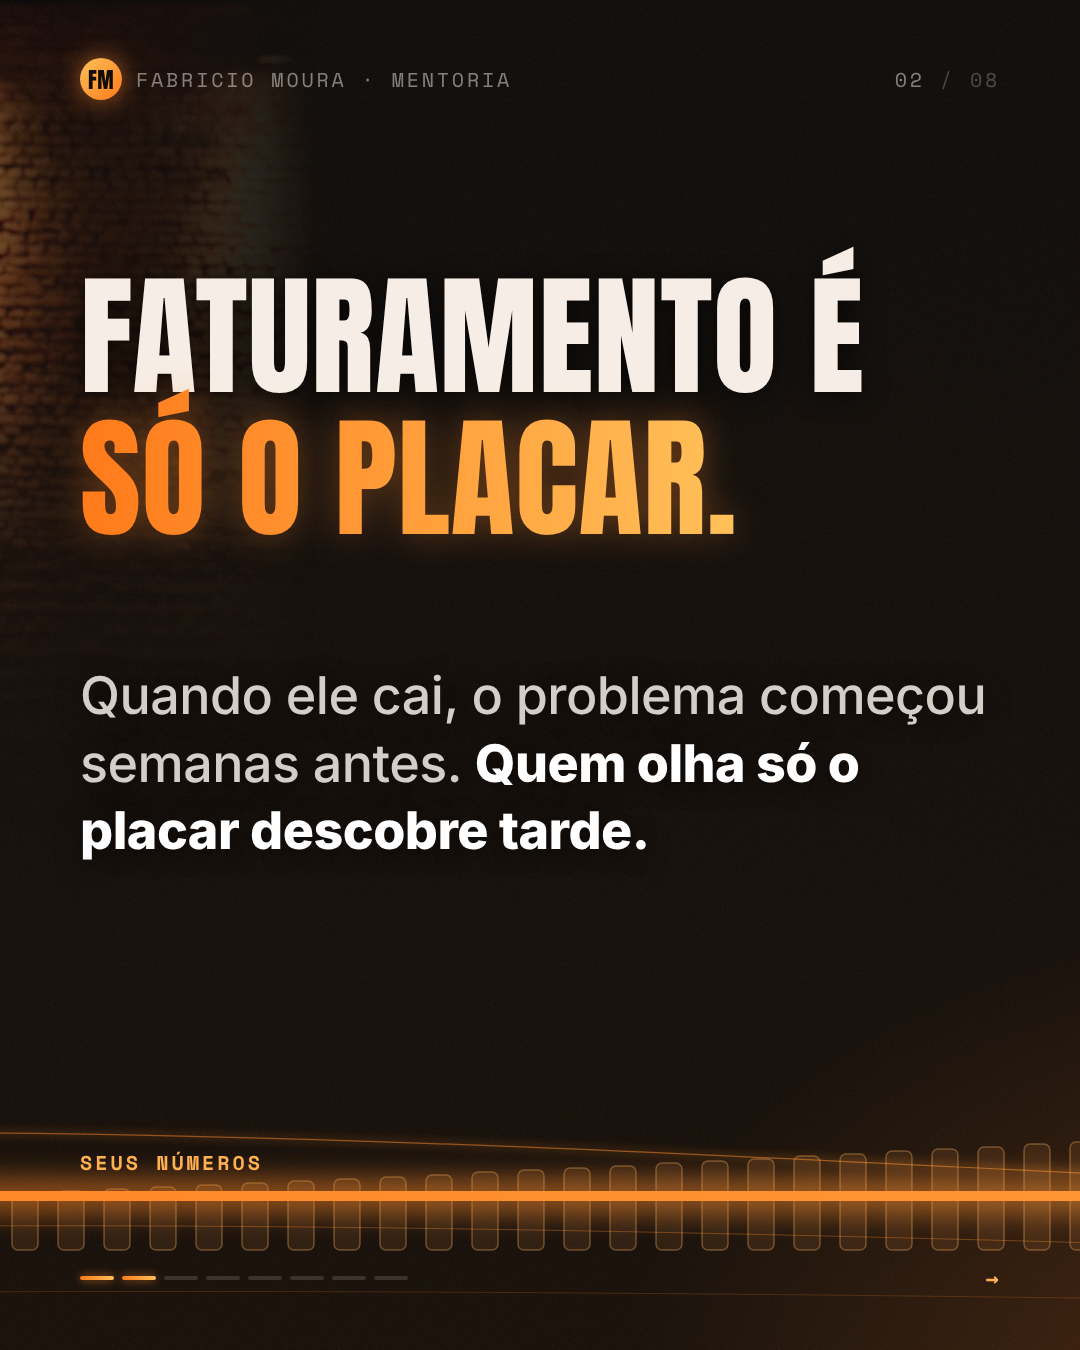 FM FABRICIO MOURA · MENTORIA
02 / 08
FATURAMENTO É
SÓ O PLACAR.
Quando ele cai, o problema começou
semanas antes. Quem olha só o
placar descobre tarde.
SEUS NÚMEROS
→